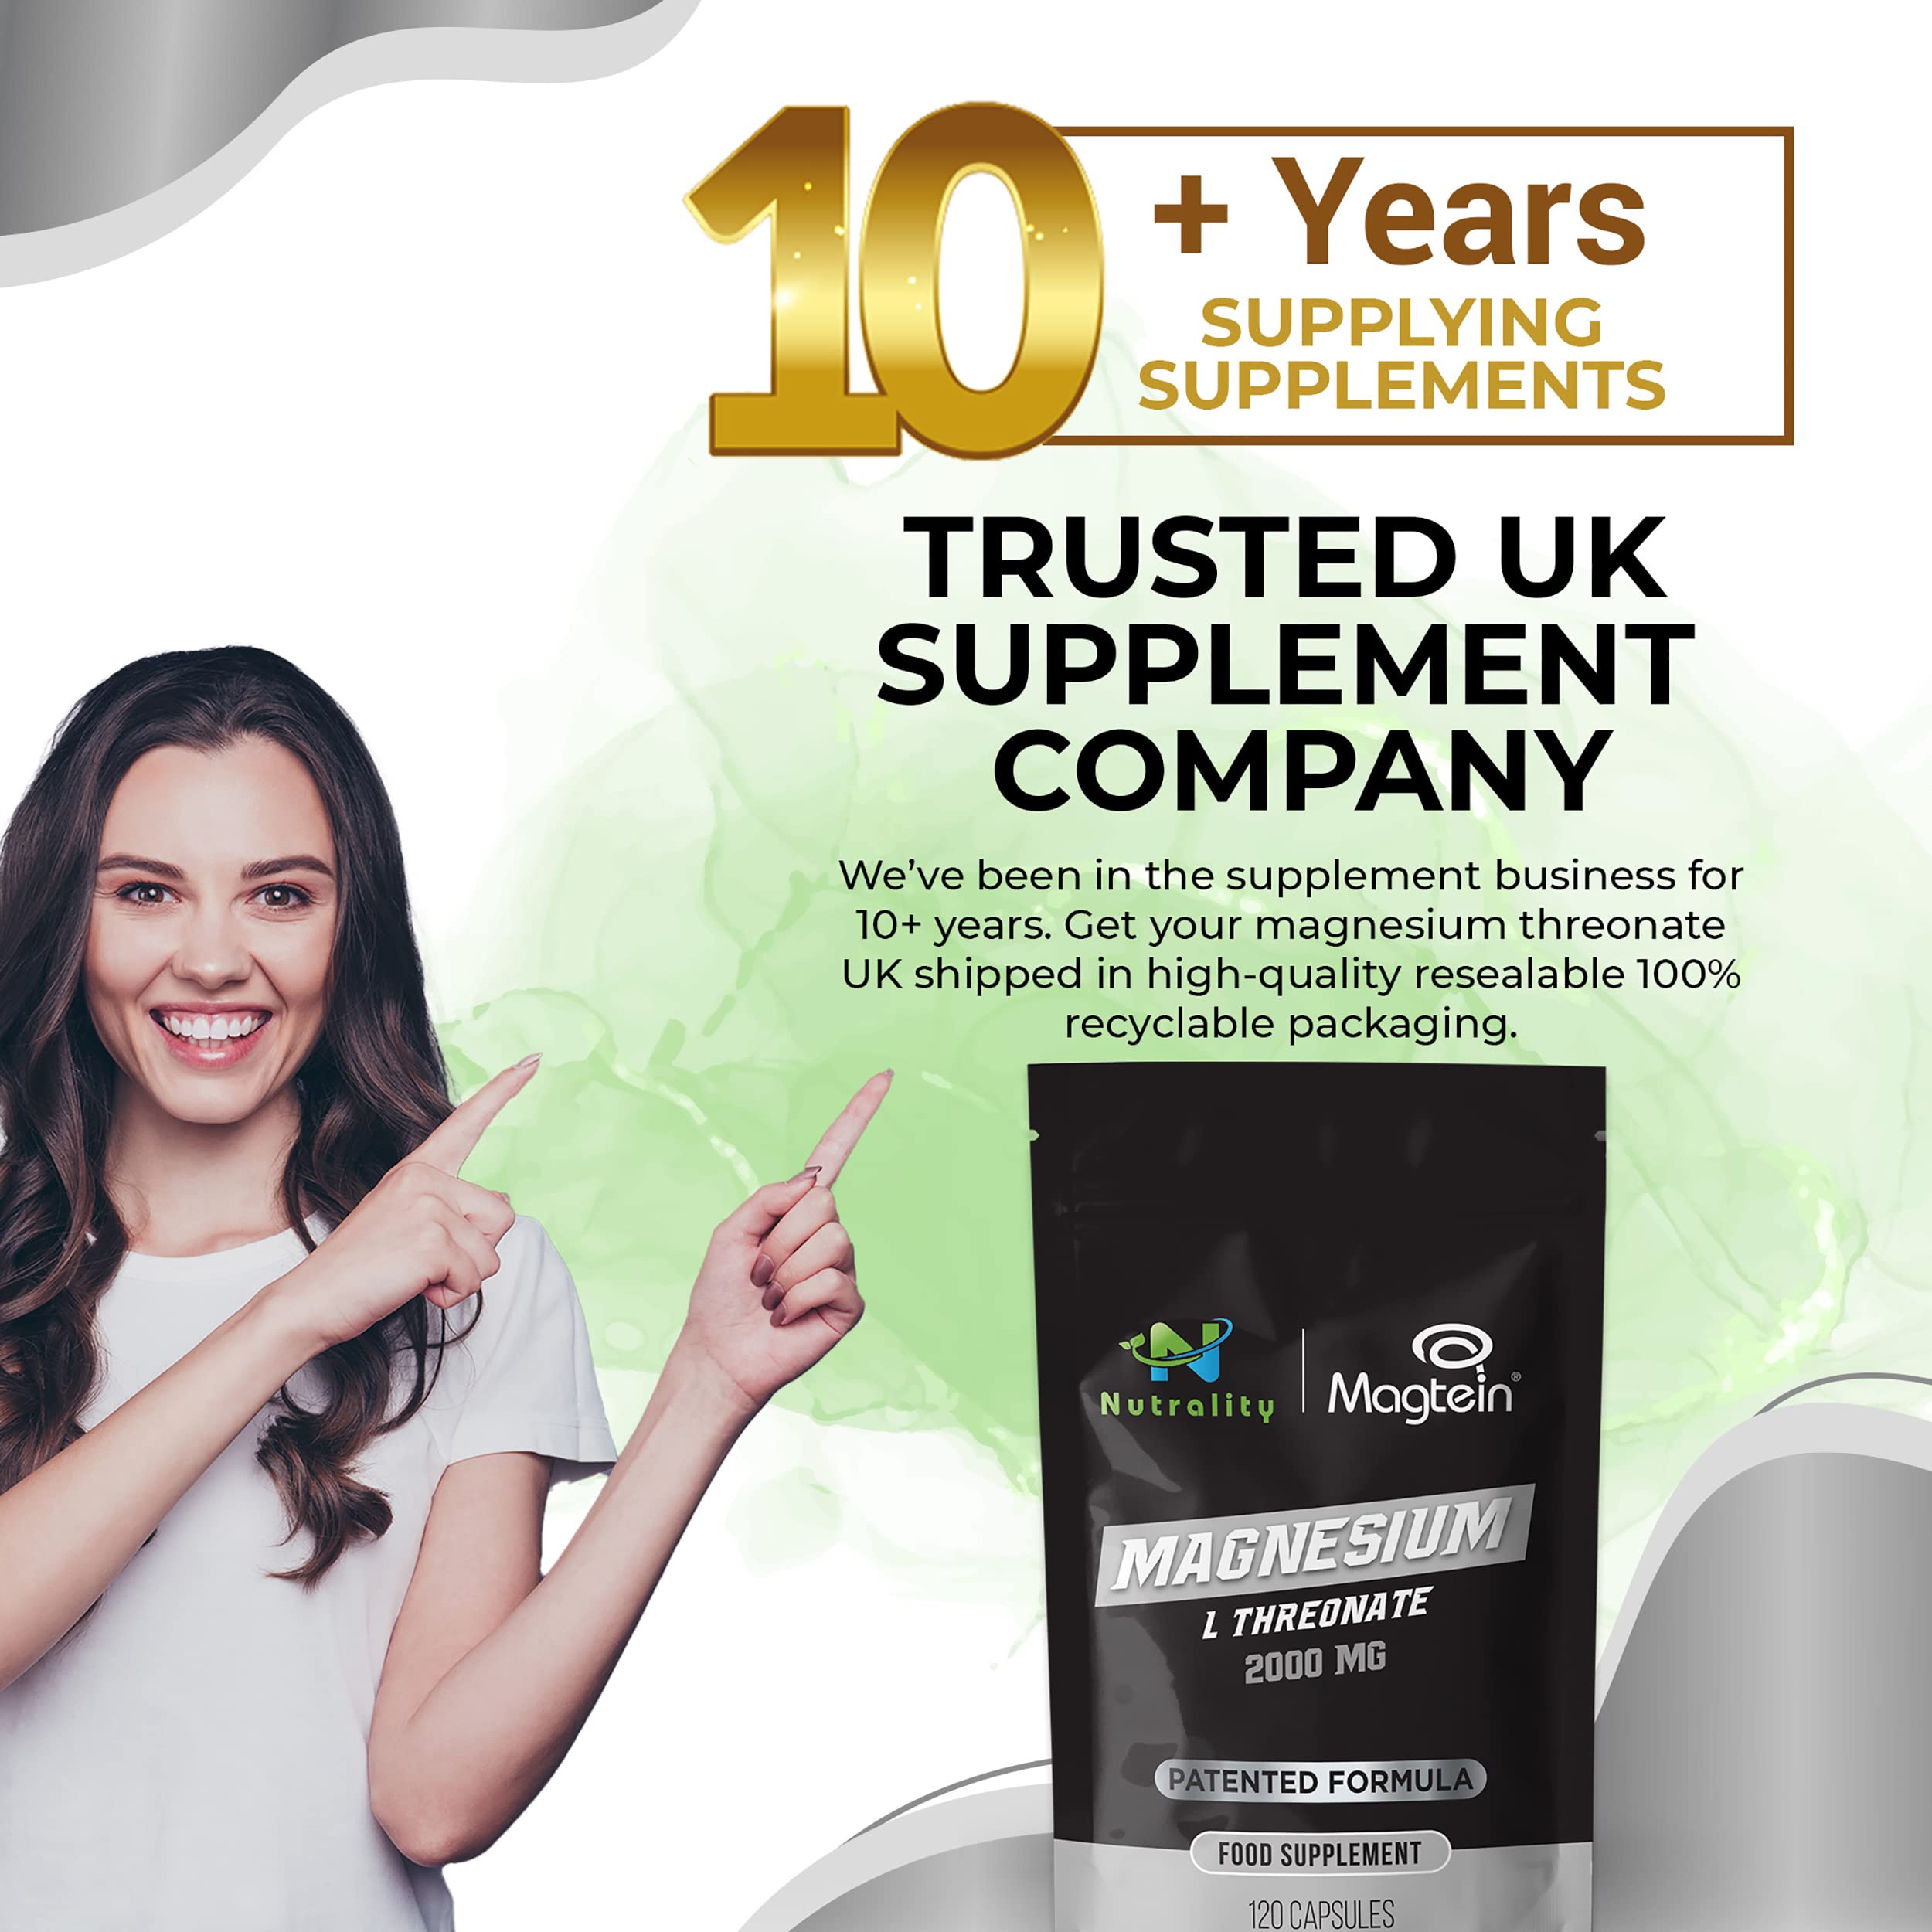 10 + Years
SUPPLYING
SUPPLEMENTS
TRUSTED UK
SUPPLEMENT
COMPANY
We've been in the supplement business for
10+ years. Get your magnesium threonate
UK shipped in high-quality resealable 100%
recyclable packaging.
N
Nutrality | Magtein®
MAGNESIUM
L THREONATE
2000 MG
PATENTED FORMULA
FOOD SUPPLEMENT
120 CAPSULES